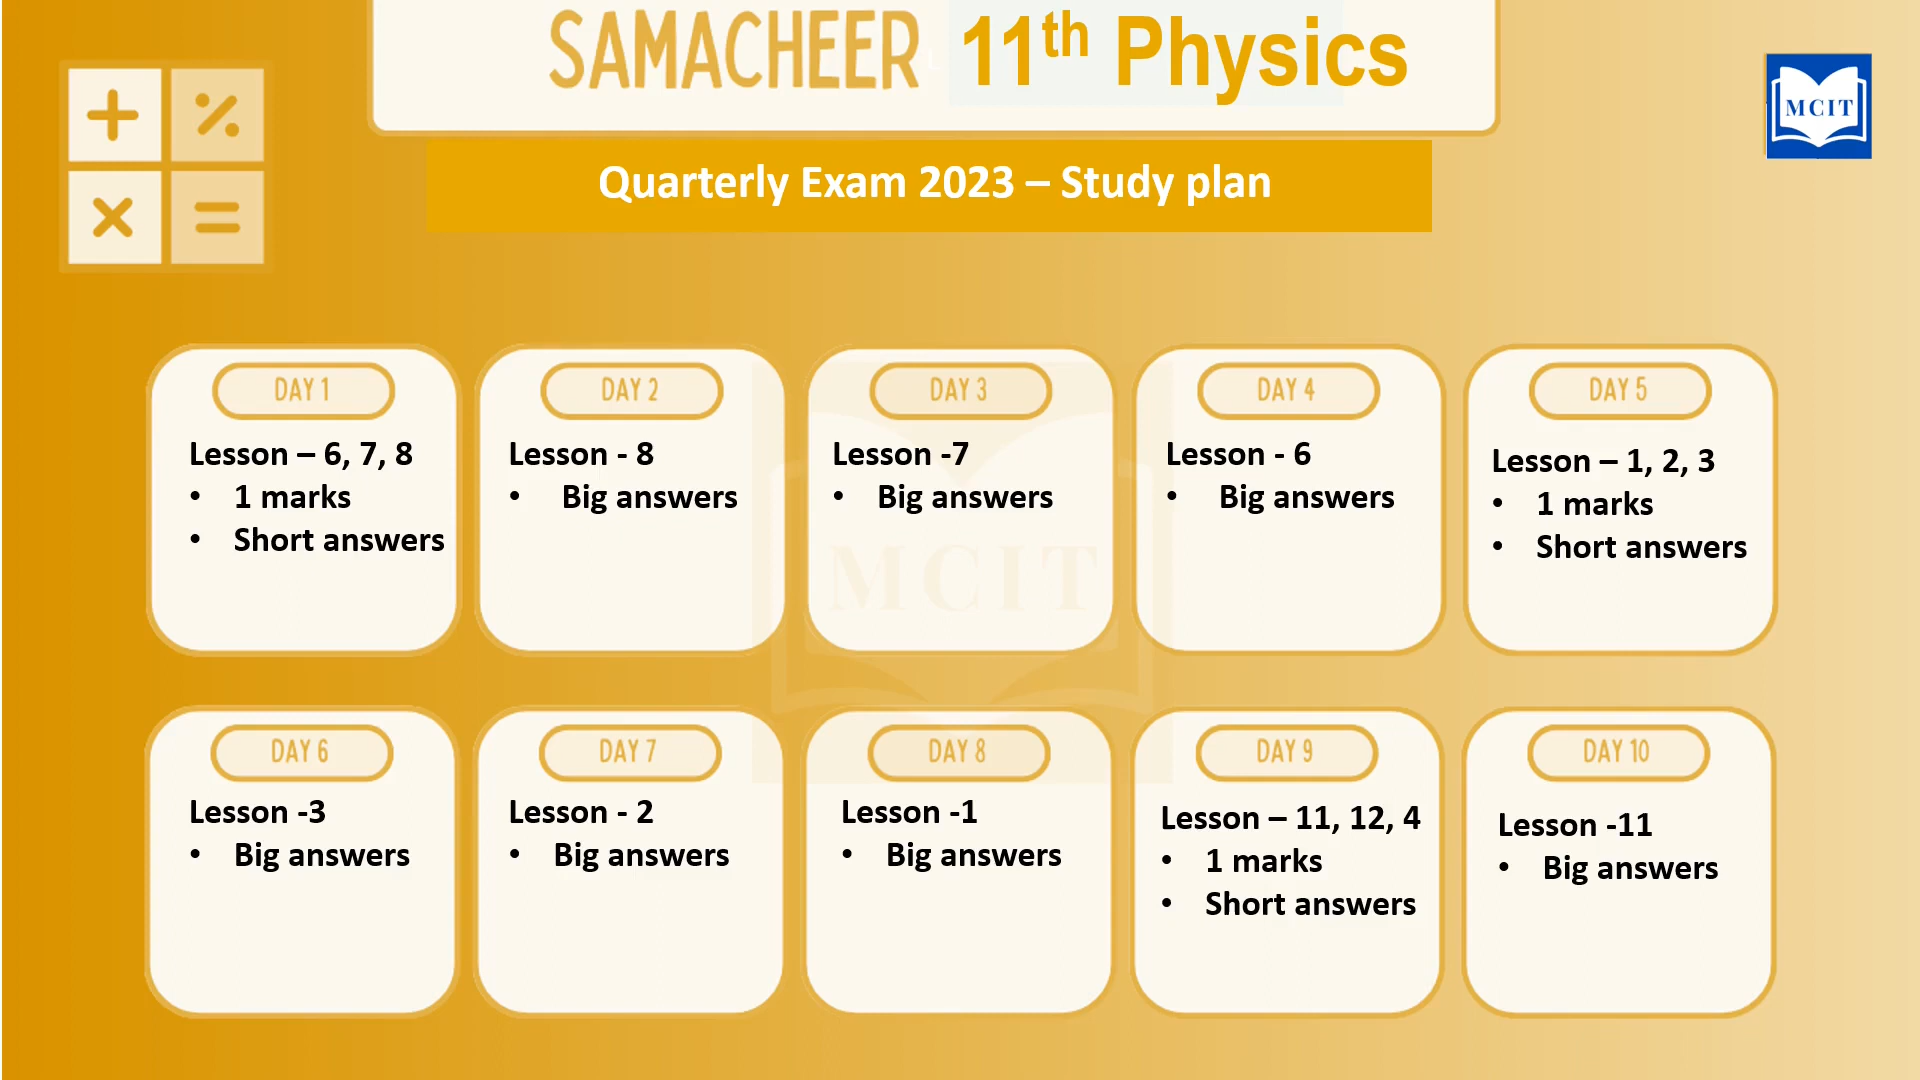 SAMACHEER 11th Physics
MCIT
Quarterly Exam 2023 – Study plan
DAY 1
Lesson – 6, 7, 8
• 1 marks
• Short answers
DAY 2
Lesson - 8
• Big answers
DAY 3
Lesson -7
• Big answers
DAY 4
Lesson - 6
• Big answers
DAY 5
Lesson – 1, 2, 3
• 1 marks
• Short answers
MCIT
DAY 6
Lesson -3
• Big answers
DAY 7
Lesson - 2
• Big answers
DAY 8
Lesson -1
• Big answers
DAY 9
Lesson – 11, 12, 4
• 1 marks
• Short answers
DAY 10
Lesson -11
• Big answers